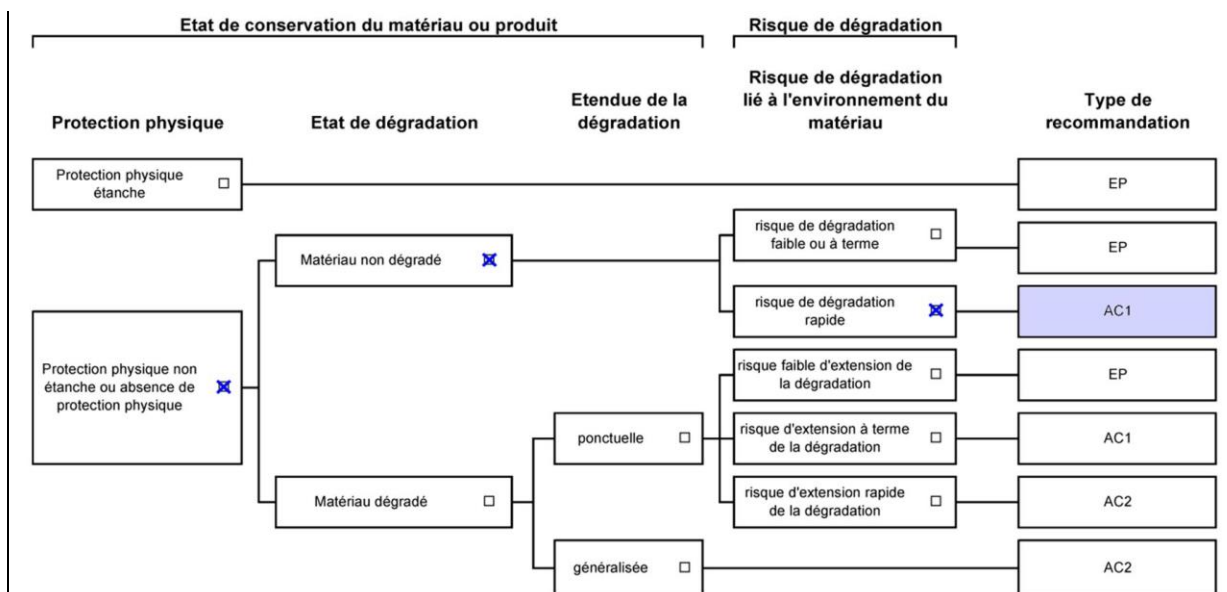 Etat de conservation du matériau ou produit
Risque de dégradation
Protection physique
Etat de dégradation
Etendue de la
dégradation
Risque de dégradation
lié à l'environnement du
matériau
Type de
recommandation
Protection physique
étanche
EP
risque de dégradation
faible ou à terme
EP
Matériau non dégradé
risque de dégradation
rapide
AC1
Protection physique non
étanche ou absence de
protection physique
risque faible d'extension de
la dégradation
EP
ponctuelle
risque d'extension à terme
de la dégradation
AC1
Matériau dégradé
risque d'extension rapide
de la dégradation
AC2
généralisée
AC2